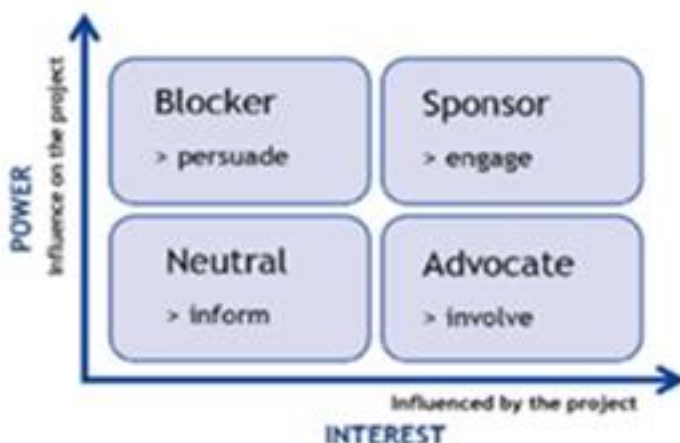 Blocker
> persuade
Sponsor
> engage
Neutral
> inform
Advocate
> involve
POWER
Influence on the project
Influenced by the project
INTEREST